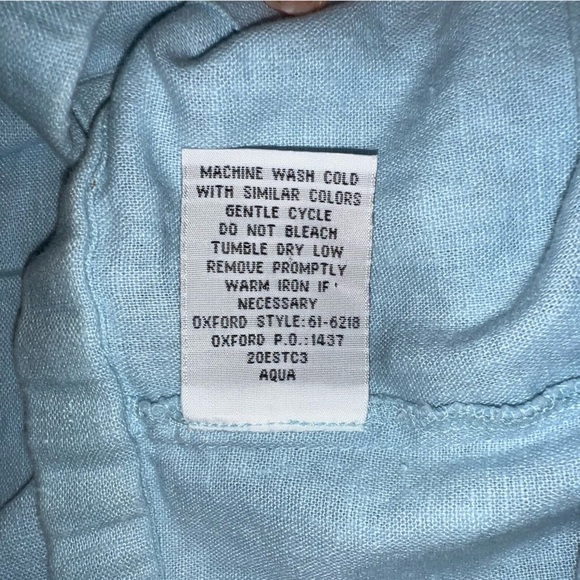 MACHINE WASH COLD
WITH SIMILAR COLORS
GENTLE CYCLE
DO NOT BLEACH
TUMBLE DRY LOW
REMOVE PROMPTLY
WARM IRON IF
NECESSARY
OXFORD STYLE:61-6218
OXFORD P.O.:1437
20ESTC3
AQUA